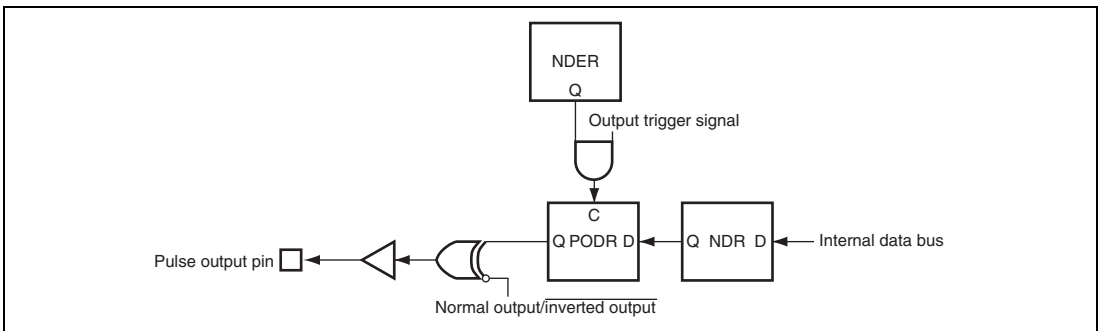 NDER
Q
Output trigger signal
C
Q PODR D
Q NDR D
Internal data bus
Pulse output pin
Normal output/inverted output